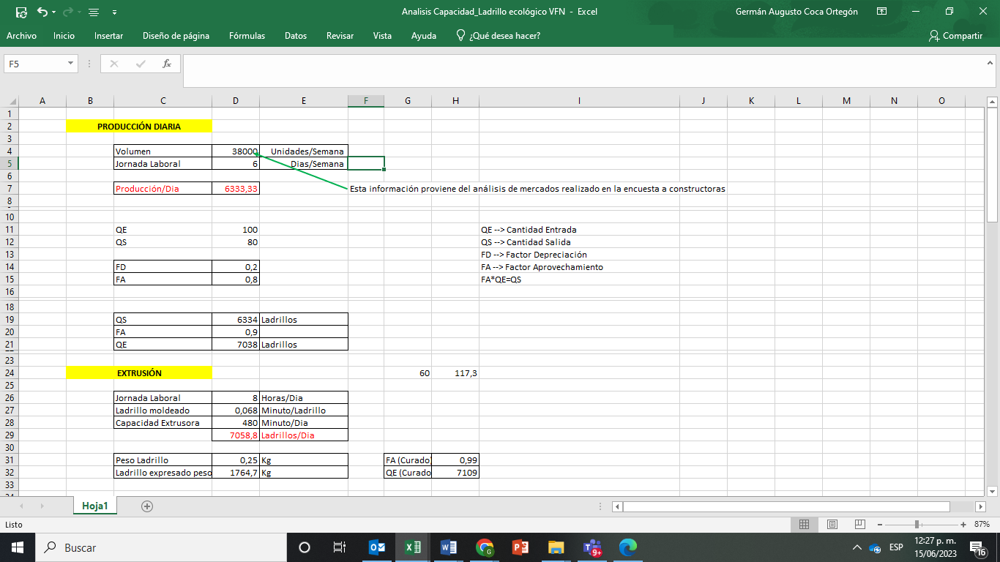 Analisis Capacidad_Ladrillo ecológico VFN - Excel
Germán Augusto Coca Ortegón
Archivo Inicio Insertar Diseño de página Fórmulas Datos Revisar Vista Ayuda ¿Qué desea hacer? Compartir
F5 fx
A B C D E F G H I J K L M N O
1
2 PRODUCCIÓN DIARIA
3
4 Volumen 38000 Unidades/Semana
5 Jornada Laboral 6 Dias/Semana
6
7 Producción/Dia 6333,33 Esta información proviene del análisis de mercados realizado en la encuesta a constructoras
8
10
11 QE 100 QE --> Cantidad Entrada
12 QS 80 QS --> Cantidad Salida
13 FD --> Factor Depreciación
14 FD 0,2 FA --> Factor Aprovechamiento
15 FA 0,8 FA*QE=QS
16
18
19 QS 6334 Ladrillos
20 FA 0,9
21 QE 7038 Ladrillos
23
24 EXTRUSIÓN 60 117,3
25
26 Jornada Laboral 8 Horas/Dia
27 Ladrillo moldeado 0,068 Minuto/Ladrillo
28 Capacidad Extrusora 480 Minuto/Dia
29 7058,8 Ladrillos/Dia
30
31 Peso Ladrillo 0,25 Kg FA (Curado) 0,99
32 Ladrillo expresado peso 1764,7 Kg QE (Curado 7109
33
Hoja1
Listo 87%
Buscar
ESP
12:27 p. m.
15/06/2023
9+
16